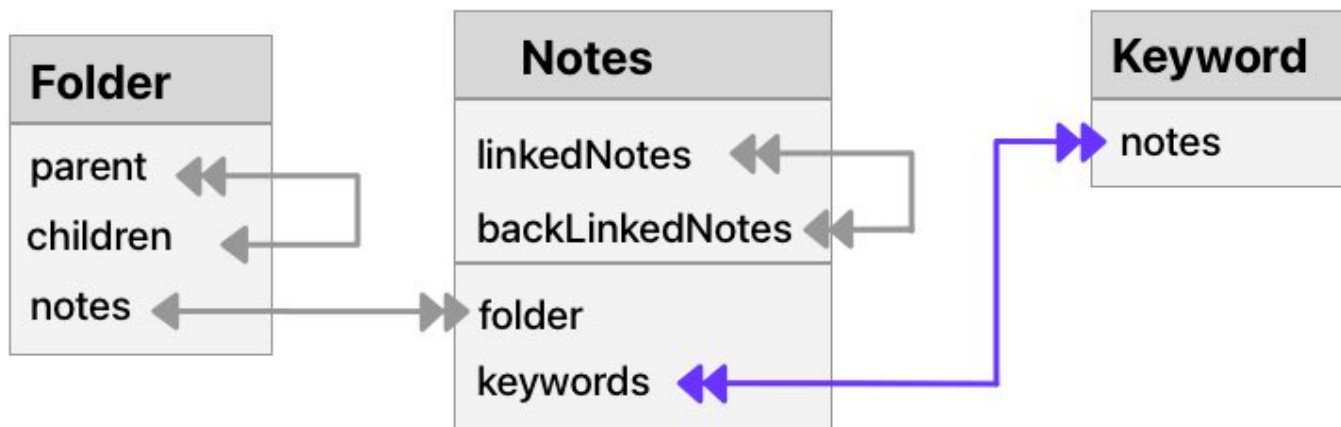 Folder
parent
children
notes
Notes
linkedNotes
backLinkedNotes
folder
keywords
Keyword
notes